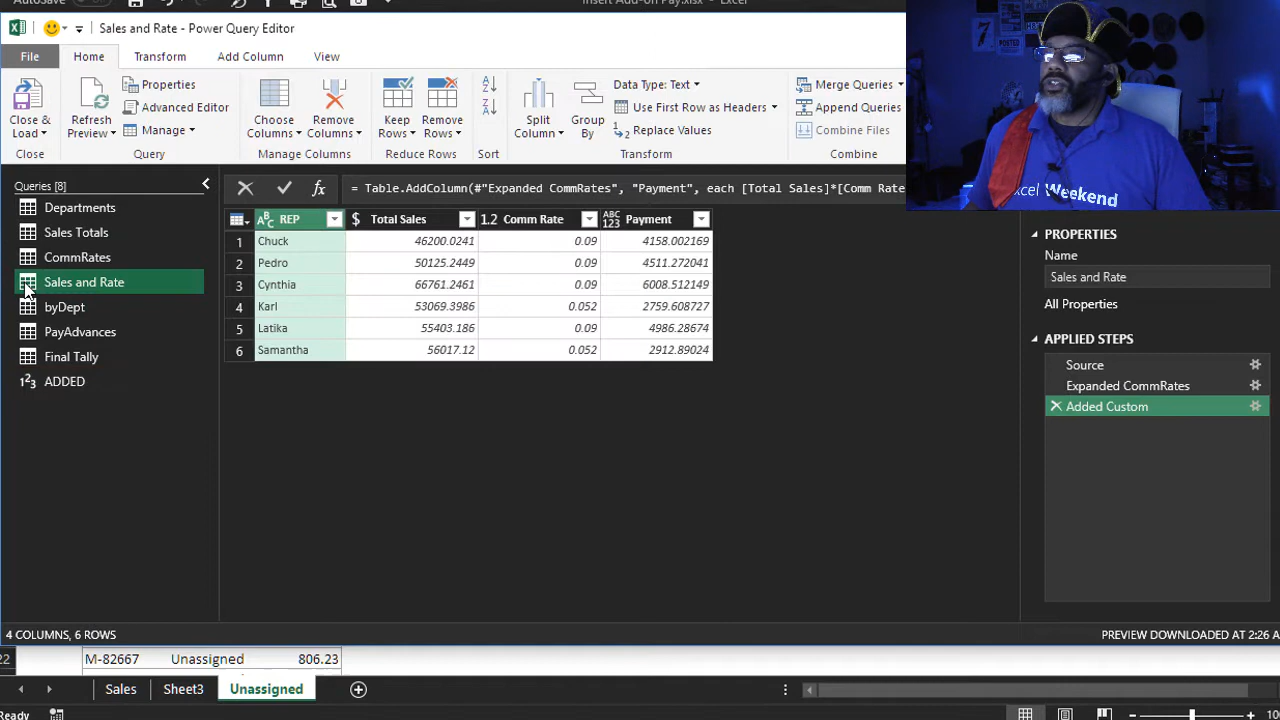 AutoSave
Insert Add-on Pay.xlsx - Excel
Sales and Rate - Power Query Editor
File Home Transform Add Column View
Close & Load
Refresh Preview
Properties
Advanced Editor
Manage
Choose Columns
Remove Columns
Keep Rows
Remove Rows
Split Column
Group By
Data Type: Text
Use First Row as Headers
Replace Values
Merge Queries
Append Queries
Combine Files
Close Query Manage Columns Reduce Rows Sort Transform Combine
Queries [8]
Departments
Sales Totals
CommRates
Sales and Rate
byDept
PayAdvances
Final Tally
ADDED
= Table.AddColumn(#"Expanded CommRates", "Payment", each [Total Sales]*[Comm Rate
REP Total Sales 1.2 Comm Rate Payment
1 Chuck 46200.0241 0.09 4158.002169
2 Pedro 50125.2449 0.09 4511.272041
3 Cynthia 66761.2461 0.09 6008.512149
4 Karl 53069.3986 0.052 2759.608727
5 Latika 55403.186 0.09 4986.28674
6 Samantha 56017.12 0.052 2912.89024
Excel Weekend
PROPERTIES
Name
Sales and Rate
All Properties
APPLIED STEPS
Source
Expanded CommRates
Added Custom
4 COLUMNS, 6 ROWS
PREVIEW DOWNLOADED AT 2:26 A
22 M-82667 Unassigned 806.23
Sales Sheet3 Unassigned
Ready
10